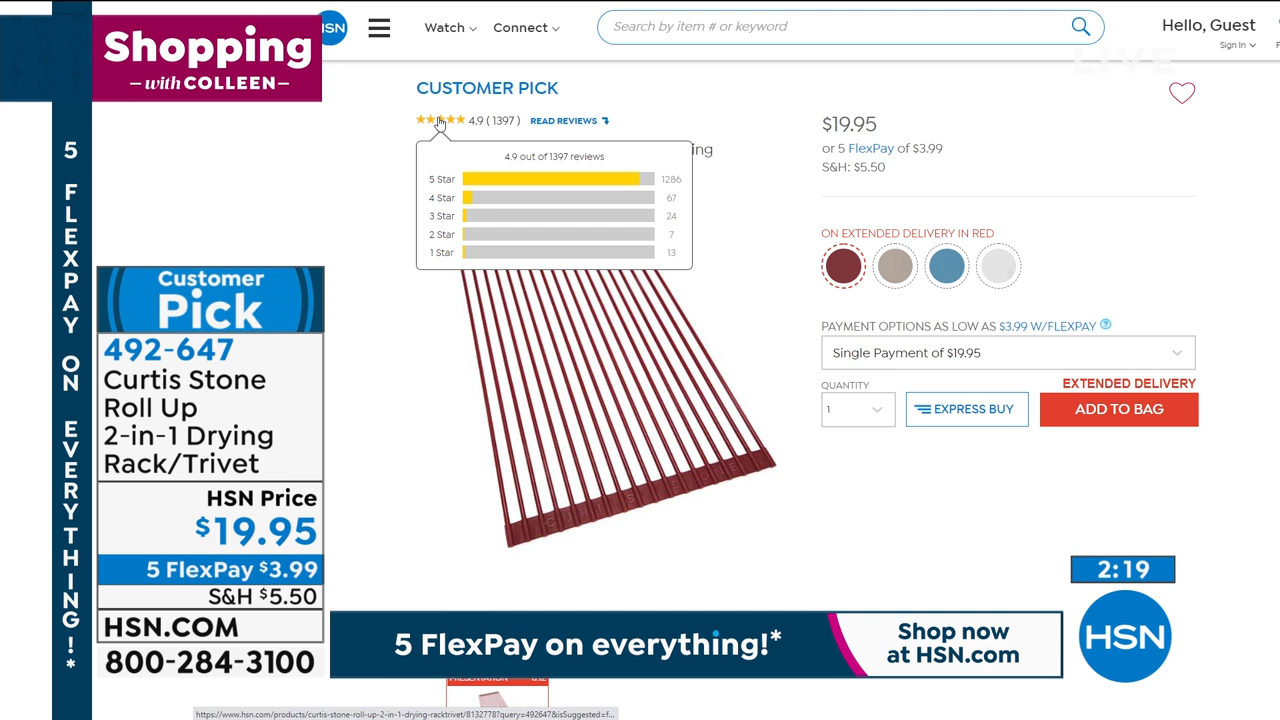 Shopping
with COLLEEN
5 FLEXPAY ON EVERYTHING!*
Customer
Pick
492-647
Curtis Stone
Roll Up
2-in-1 Drying
Rack/Trivet
HSN Price
$19.95
5 FlexPay $3.99
S&H $5.50
HSN.COM
800-284-3100
HSN
Watch
Connect
Search by item # or keyword
Hello, Guest
Sign In
LIVE
CUSTOMER PICK
4.9 ( 1397 ) READ REVIEWS
ing
4.9 out of 1397 reviews
5 Star 1286
4 Star 67
3 Star 24
2 Star 7
1 Star 13
CURTIS STONE
$19.95
or 5 FlexPay of $3.99
S&H: $5.50
ON EXTENDED DELIVERY IN RED
PAYMENT OPTIONS AS LOW AS $3.99 W/FLEXPAY ?
Single Payment of $19.95
QUANTITY
1
EXPRESS BUY
EXTENDED DELIVERY
ADD TO BAG
2:19
5 FlexPay on everything!*
Shop now
at HSN.com
HSN
PRESENTATION
https://www.hsn.com/products/curtis-stone-roll-up-2-in-1-drying-racktrivet/8132778?query=492647&isSuggested=f...